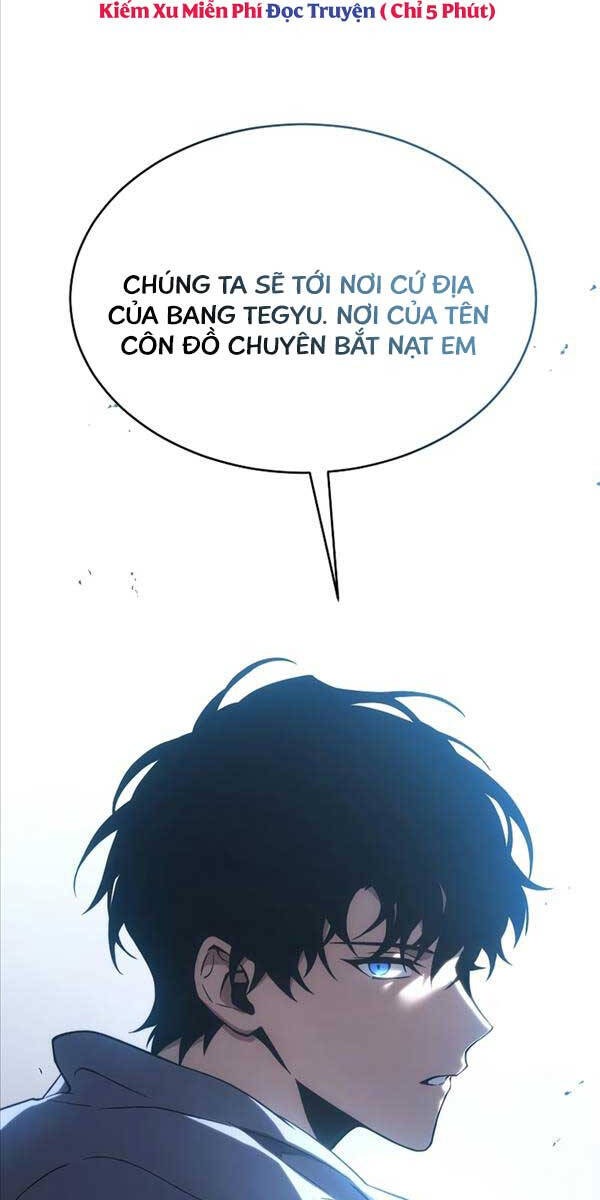 Kiếm Xu Miễn Phí Đọc Truyện ( Chỉ 5 Phút)
CHÚNG TA SẼ TỚI NƠI CỨ ĐỊA
CỦA BANG TEGYU. NƠI CỦA TÊN
CÔN ĐỒ CHUYÊN BẮT NẠT EM